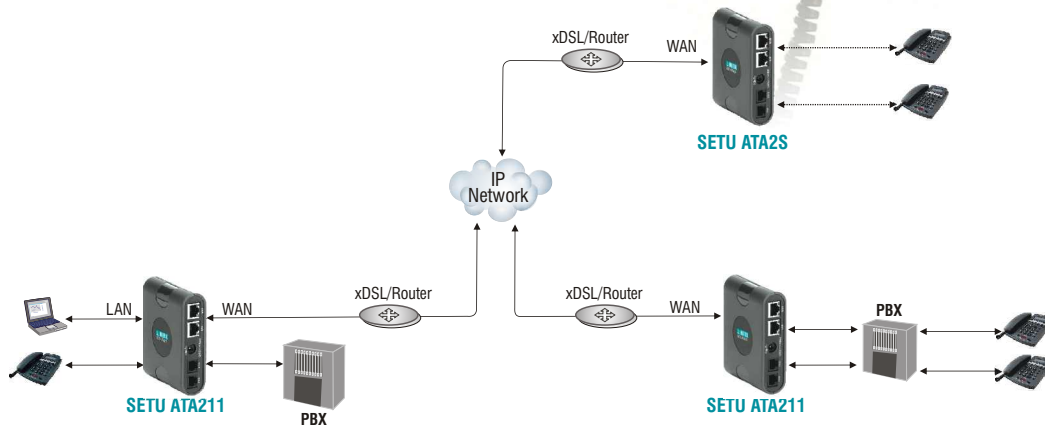 xDSL/Router
WAN
SETU ATA2S
IP
Network
xDSL/Router
xDSL/Router
LAN
WAN
WAN
PBX
SETU ATA211
PBX
SETU ATA211